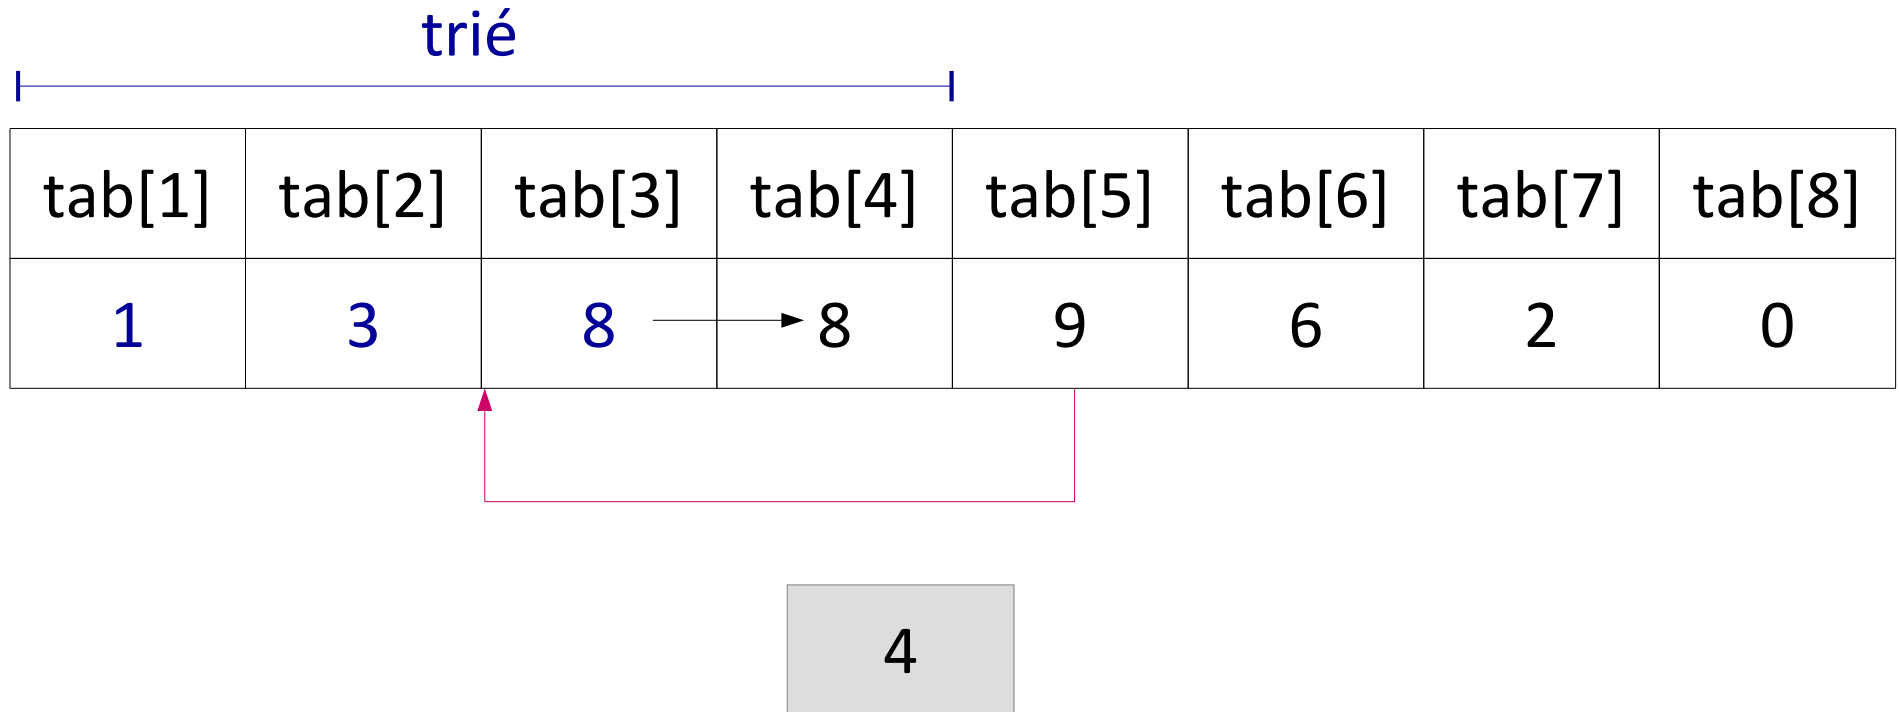 trié
tab[1] tab[2] tab[3] tab[4] tab[5] tab[6] tab[7] tab[8]
1 3 8 8 9 6 2 0
4